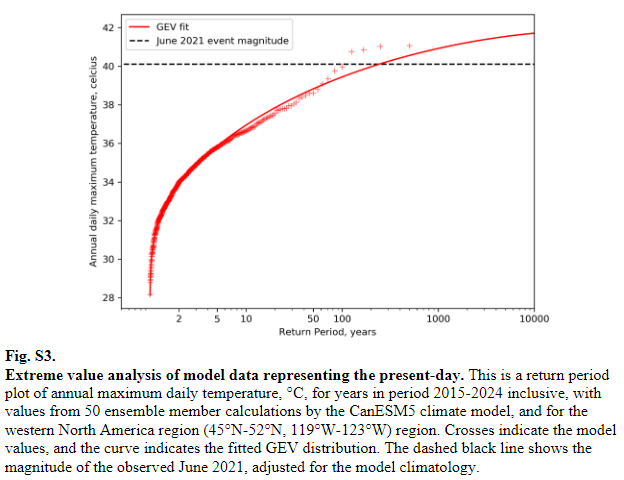 42
40
38
36
34
32
30
28
Annual daily maximum temperature, celcius
GEV fit
June 2021 event magnitude
2 5 10 50 100 1000 10000
Return Period, years
Fig. S3.
Extreme value analysis of model data representing the present-day. This is a return period
plot of annual maximum daily temperature, °C, for years in period 2015-2024 inclusive, with
values from 50 ensemble member calculations by the CanESM5 climate model, and for the
western North America region (45°N-52°N, 119°W-123°W) region. Crosses indicate the model
values, and the curve indicates the fitted GEV distribution. The dashed black line shows the
magnitude of the observed June 2021, adjusted for the model climatology.